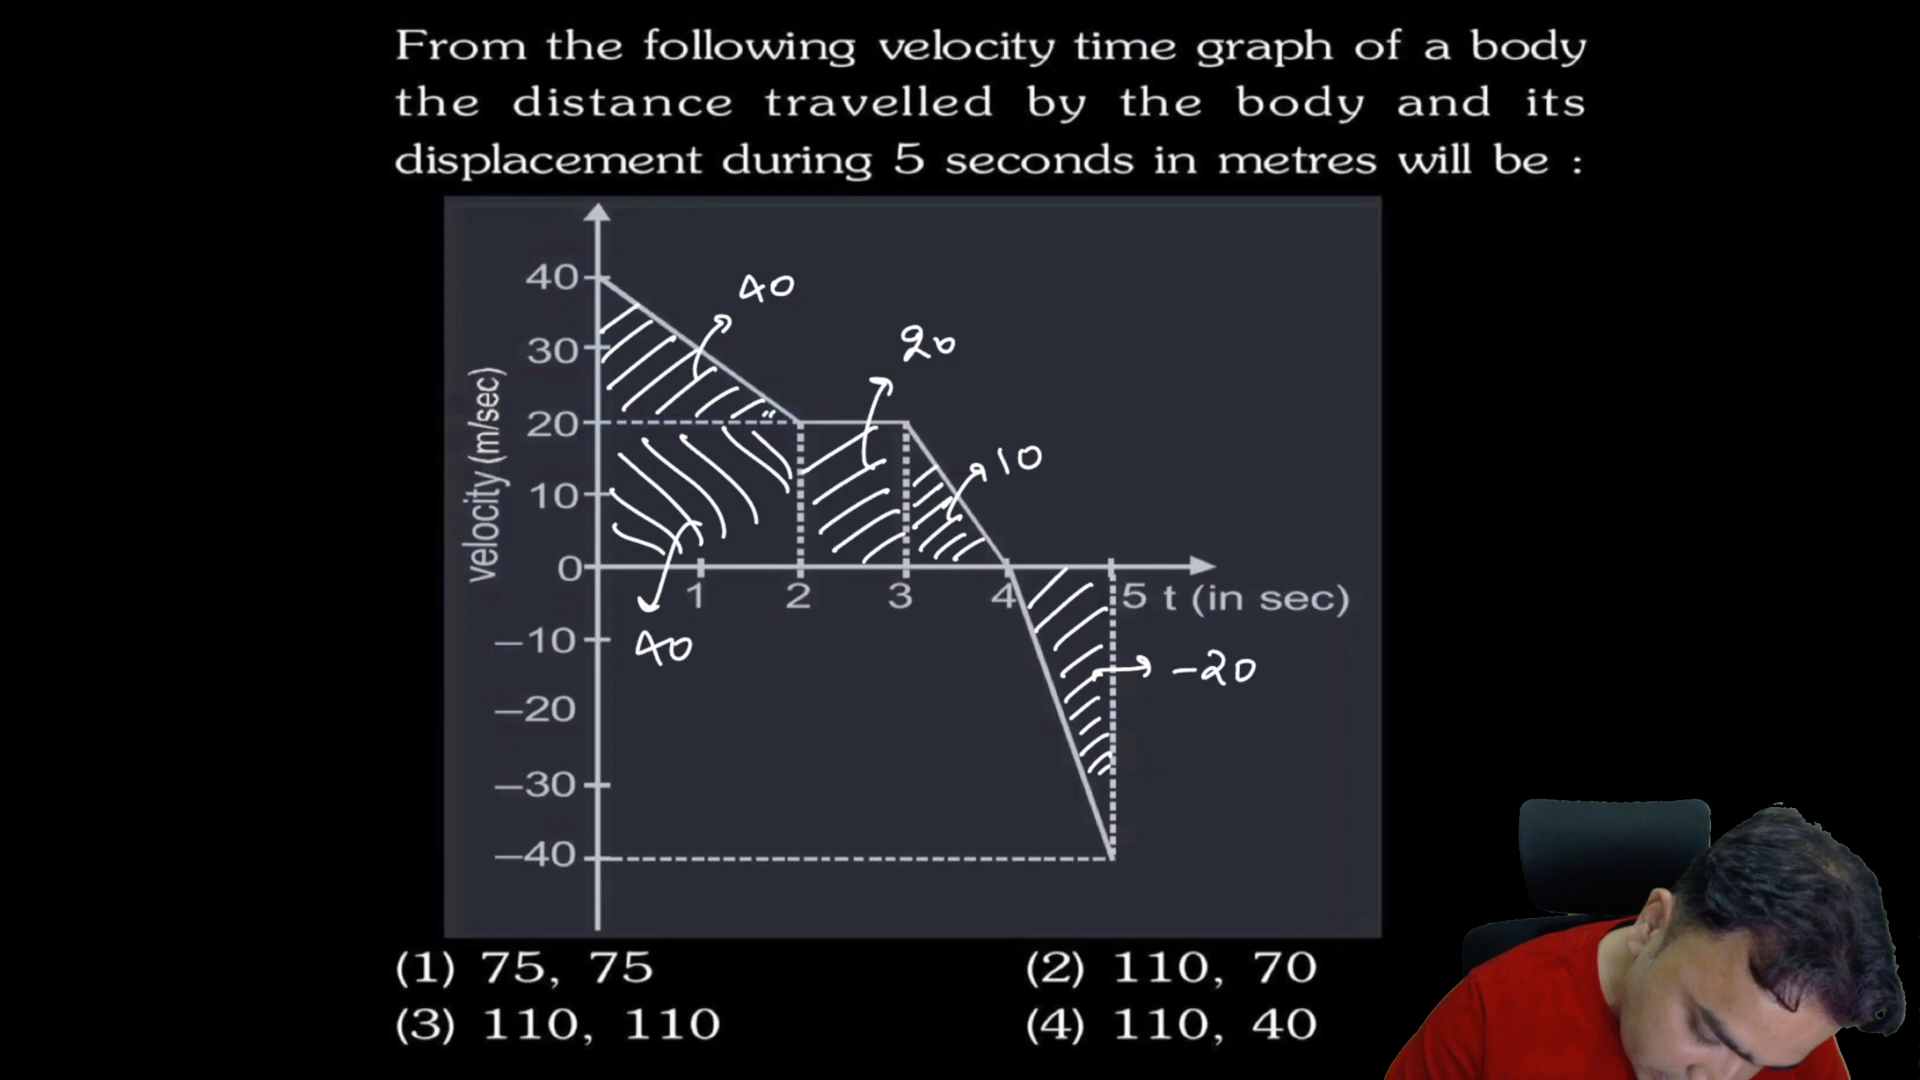 From the following velocity time graph of a body
the distance travelled by the body and its
displacement during 5 seconds in metres will be :
velocity (m/sec)
40
30
20
10
0
–10
–20
–30
–40
40
20
10
40
–20
1
2
3
4
5 t (in sec)
(1) 75, 75
(2) 110, 70
(3) 110, 110
(4) 110, 40